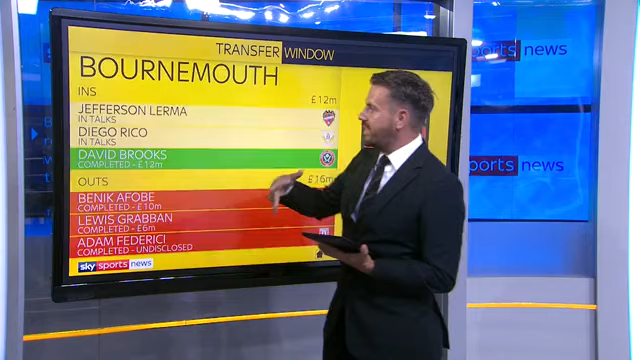 TRANSFER WINDOW
BOURNEMOUTH
INS £12m
JEFFERSON LERMA
IN TALKS
DIEGO RICO
IN TALKS
DAVID BROOKS
COMPLETED - £12m
OUTS £16m
BENIK AFOBE
COMPLETED - £10m
LEWIS GRABBAN
COMPLETED - £6m
ADAM FEDERICI
COMPLETED - UNDISCLOSED
sky sports news
sports news
sports news